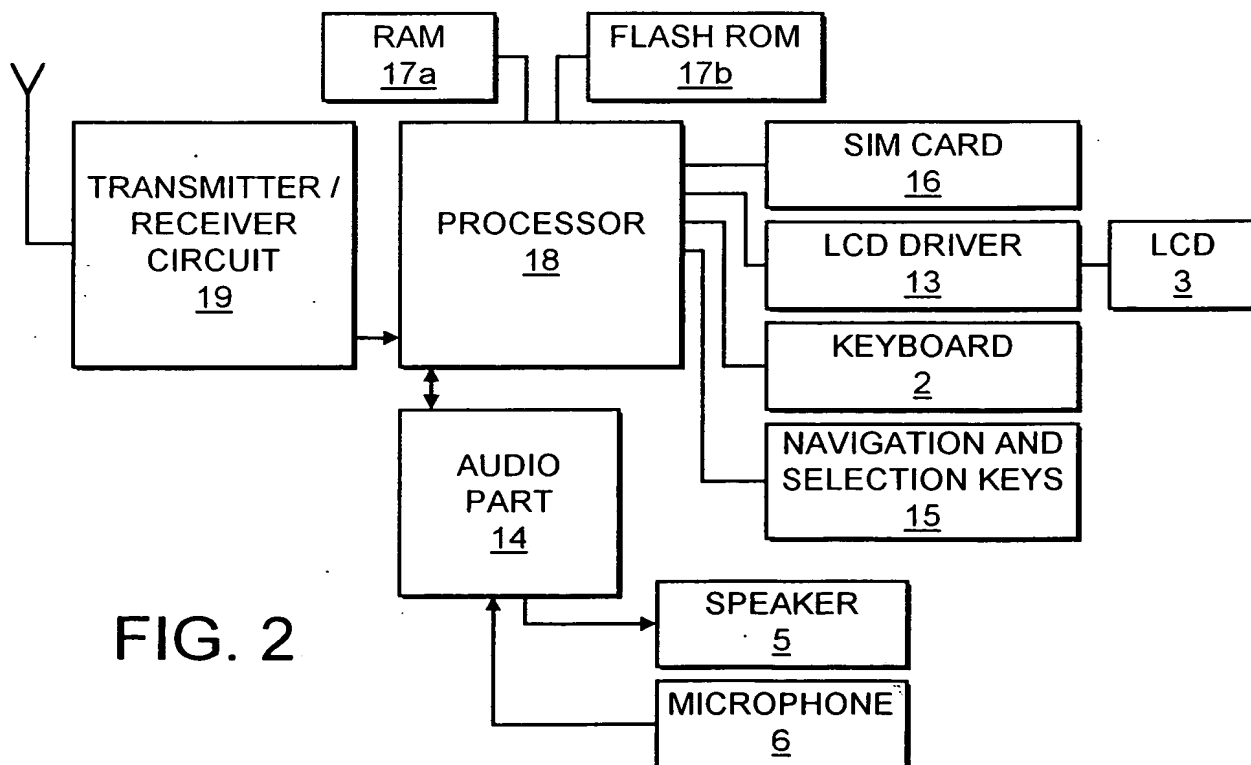 RAM
17a
FLASH ROM
17b
TRANSMITTER /
RECEIVER
CIRCUIT
19
PROCESSOR
18
SIM CARD
16
LCD DRIVER
13
LCD
3
KEYBOARD
2
NAVIGATION AND
SELECTION KEYS
15
AUDIO
PART
14
SPEAKER
5
MICROPHONE
6
FIG. 2